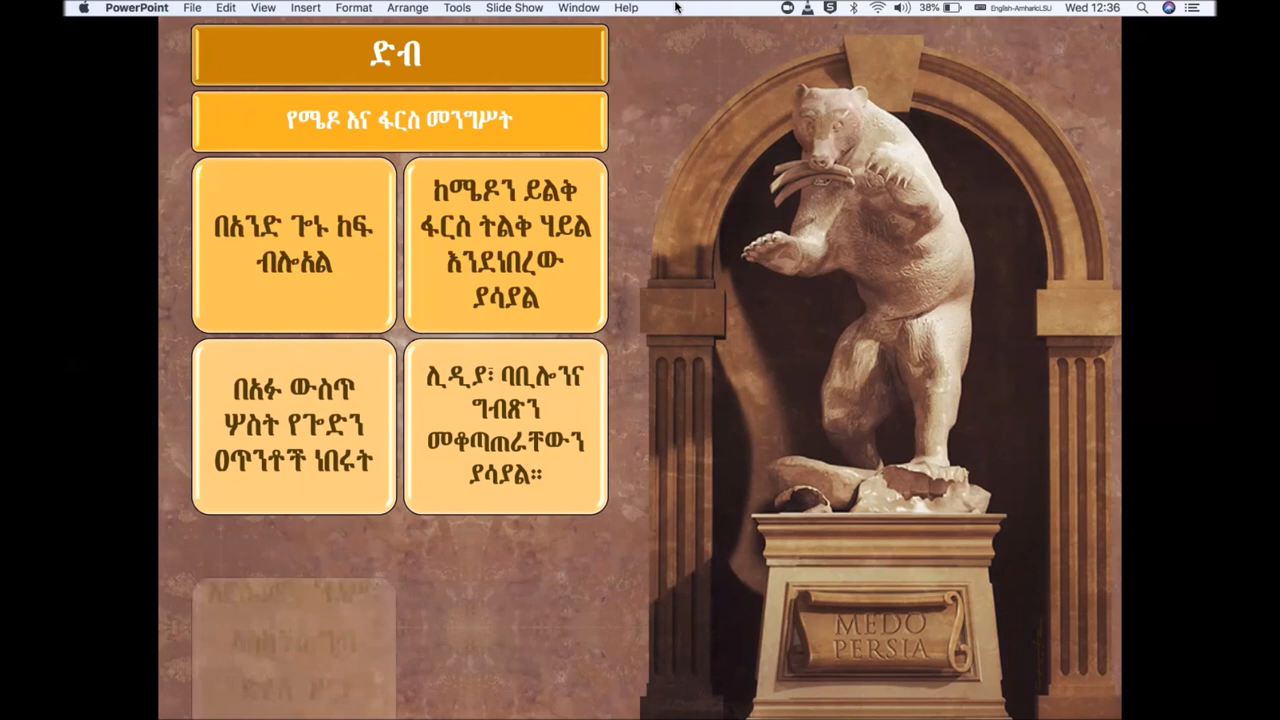 PowerPoint File Edit View Insert Format Arrange Tools Slide Show Window Help 38% English-AmharicLSU Wed 12:36
ድብ
የሜዶ እና ፋርስ መንግሥት
በአንድ ጐኑ ከፍ
ብሎአል
ከሜዶን ይልቅ
ፋርስ ትልቅ ሃይል
እንደነበረው
ያሳያል
በአፉ ውስጥ
ሦስት የጐድን
ዐጥንቶች ነበሩት
ሊዲያ፣ ባቢሎንና
ግብጽን
መቆጣጠራቸውን
ያሳያል።
MEDO
PERSIA